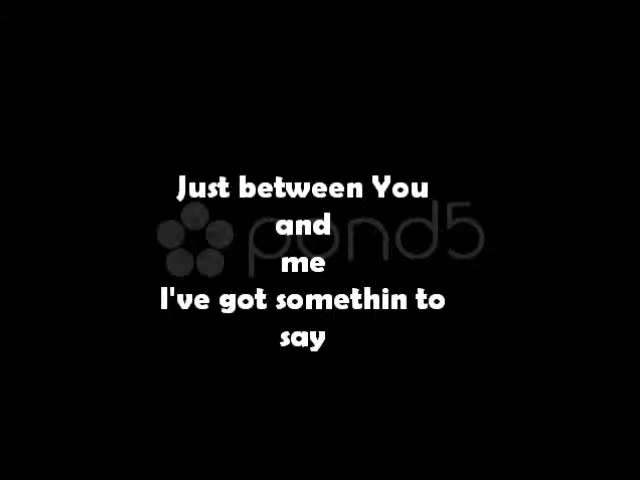 Just between You
and
pond5
me
I've got somethin to
say